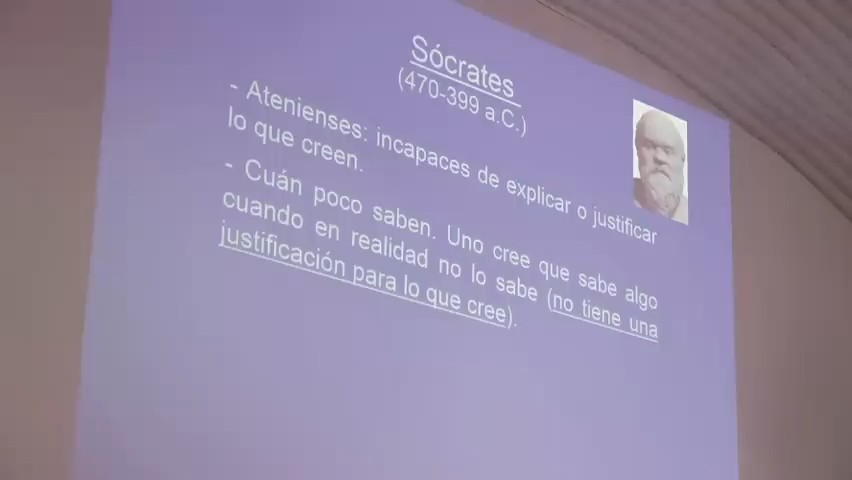 Sócrates
(470-399 a.C.)
- Atenienses: incapaces de explicar o justificar
lo que creen.
- Cuán poco saben. Uno cree que sabe algo
cuando en realidad no lo sabe (no tiene una
justificación para lo que cree).